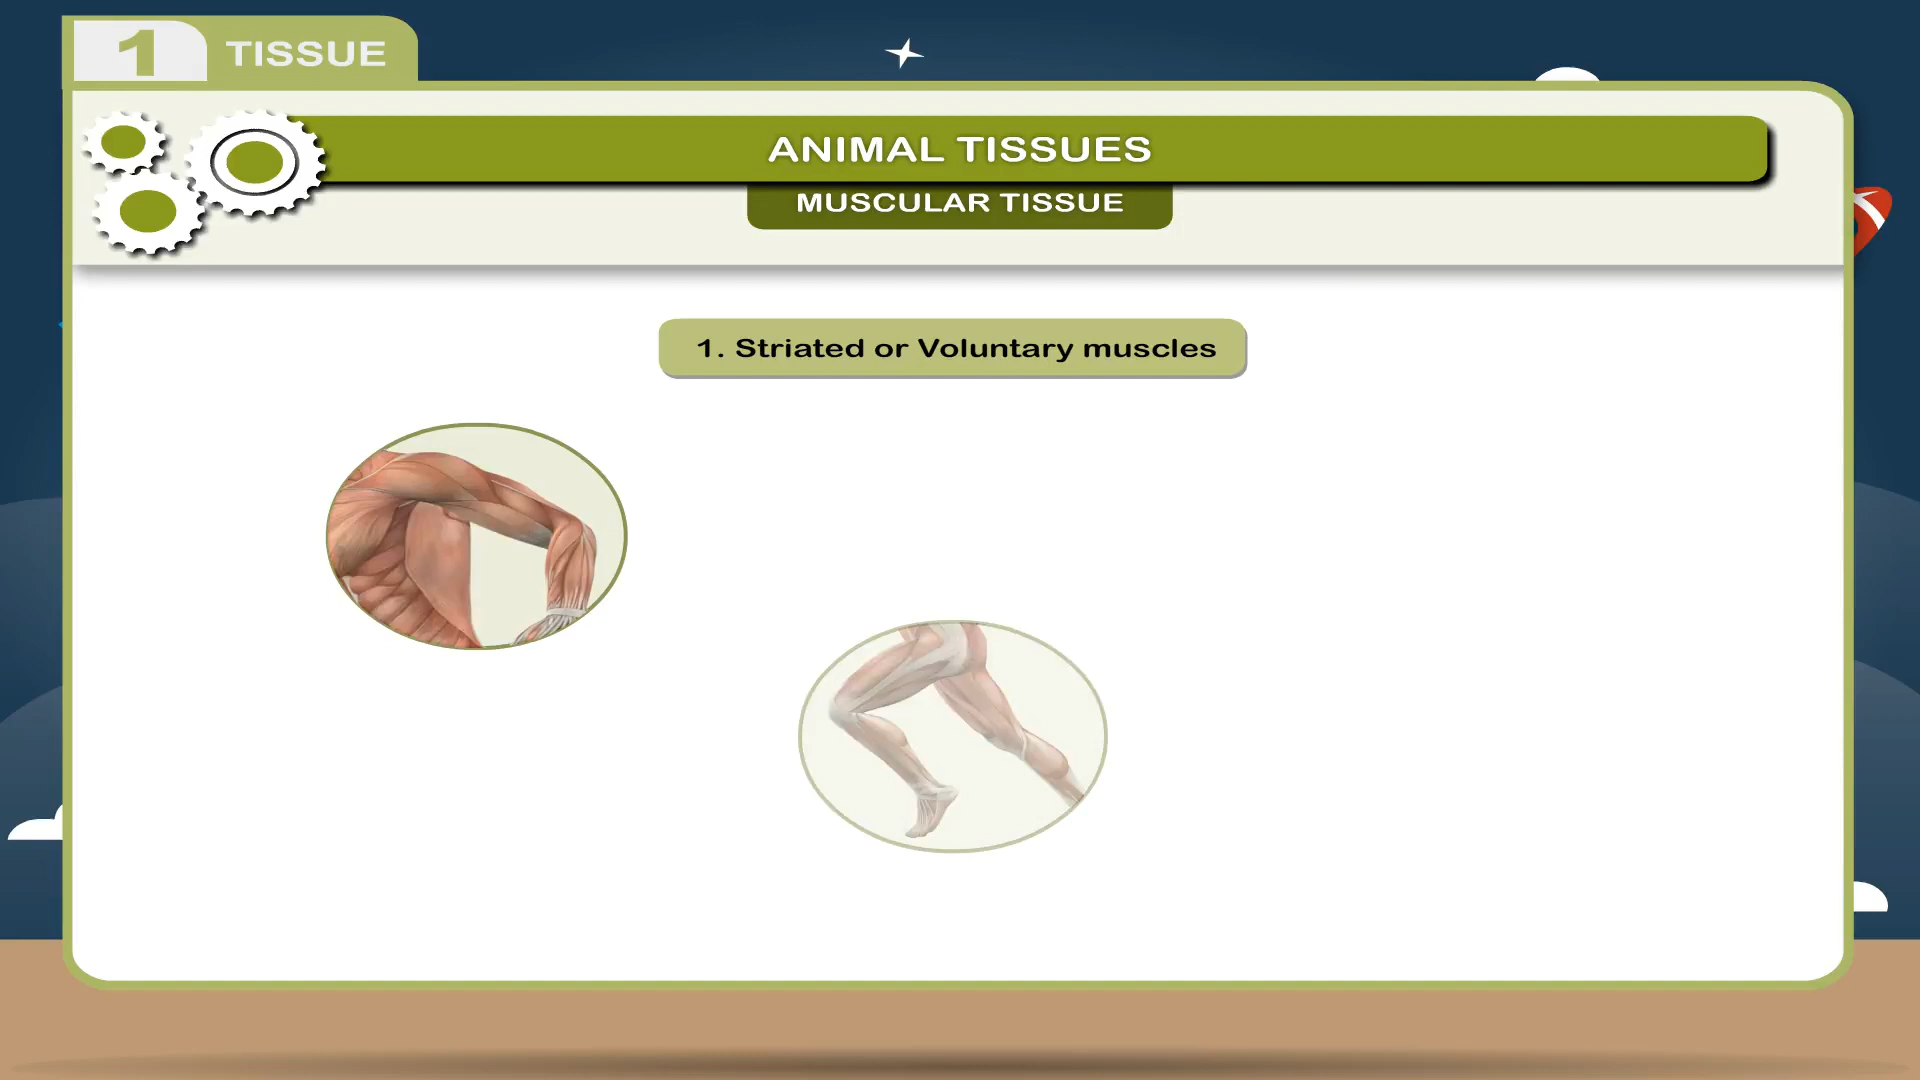 1 TISSUE
ANIMAL TISSUES
MUSCULAR TISSUE
1. Striated or Voluntary muscles